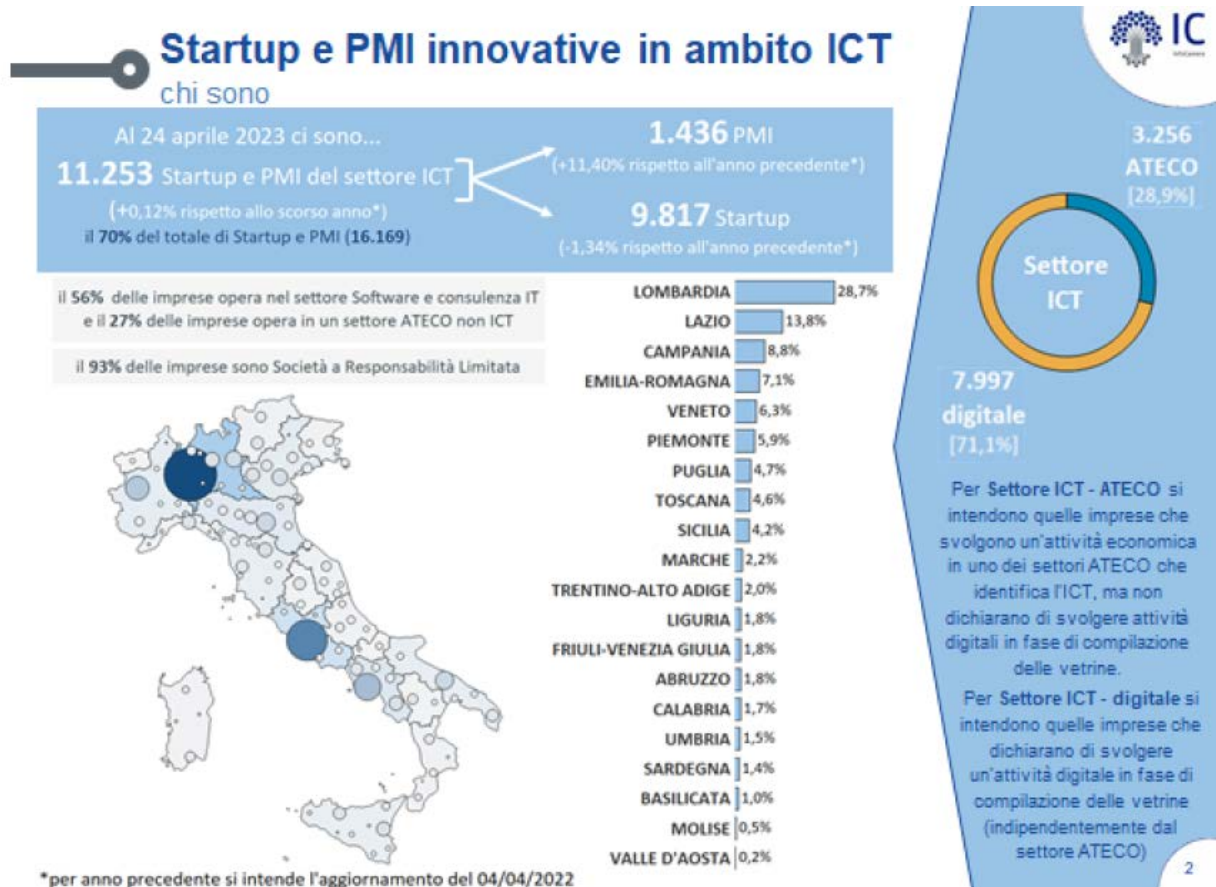 Startup e PMI innovative in ambito ICT
chi sono
IC
InfoCamere
Al 24 aprile 2023 ci sono...
11.253 Startup e PMI del settore ICT
(+0,12% rispetto allo scorso anno*)
il 70% del totale di Startup e PMI (16.169)
1.436 PMI
(+11,40% rispetto all'anno precedente*)
9.817 Startup
(-1,34% rispetto all'anno precedente*)
il 56% delle imprese opera nel settore Software e consulenza IT
e il 27% delle imprese opera in un settore ATECO non ICT
il 93% delle imprese sono Società a Responsabilità Limitata
LOMBARDIA 28,7%
LAZIO 13,8%
CAMPANIA 8,8%
EMILIA-ROMAGNA 7,1%
VENETO 6,3%
PIEMONTE 5,9%
PUGLIA 4,7%
TOSCANA 4,6%
SICILIA 4,2%
MARCHE 2,2%
TRENTINO-ALTO ADIGE 2,0%
LIGURIA 1,8%
FRIULI-VENEZIA GIULIA 1,8%
ABRUZZO 1,8%
CALABRIA 1,7%
UMBRIA 1,5%
SARDEGNA 1,4%
BASILICATA 1,0%
MOLISE 0,5%
VALLE D'AOSTA 0,2%
*per anno precedente si intende l'aggiornamento del 04/04/2022
3.256
ATECO
[28,9%]
Settore
ICT
7.997
digitale
[71,1%]
Per Settore ICT - ATECO si
intendono quelle imprese che
svolgono un'attività economica
in uno dei settori ATECO che
identifica l'ICT, ma non
dichiarano di svolgere attività
digitali in fase di compilazione
delle vetrine.
Per Settore ICT - digitale si
intendono quelle imprese che
dichiarano di svolgere
un'attività digitale in fase di
compilazione delle vetrine
(indipendentemente dal
settore ATECO)
2